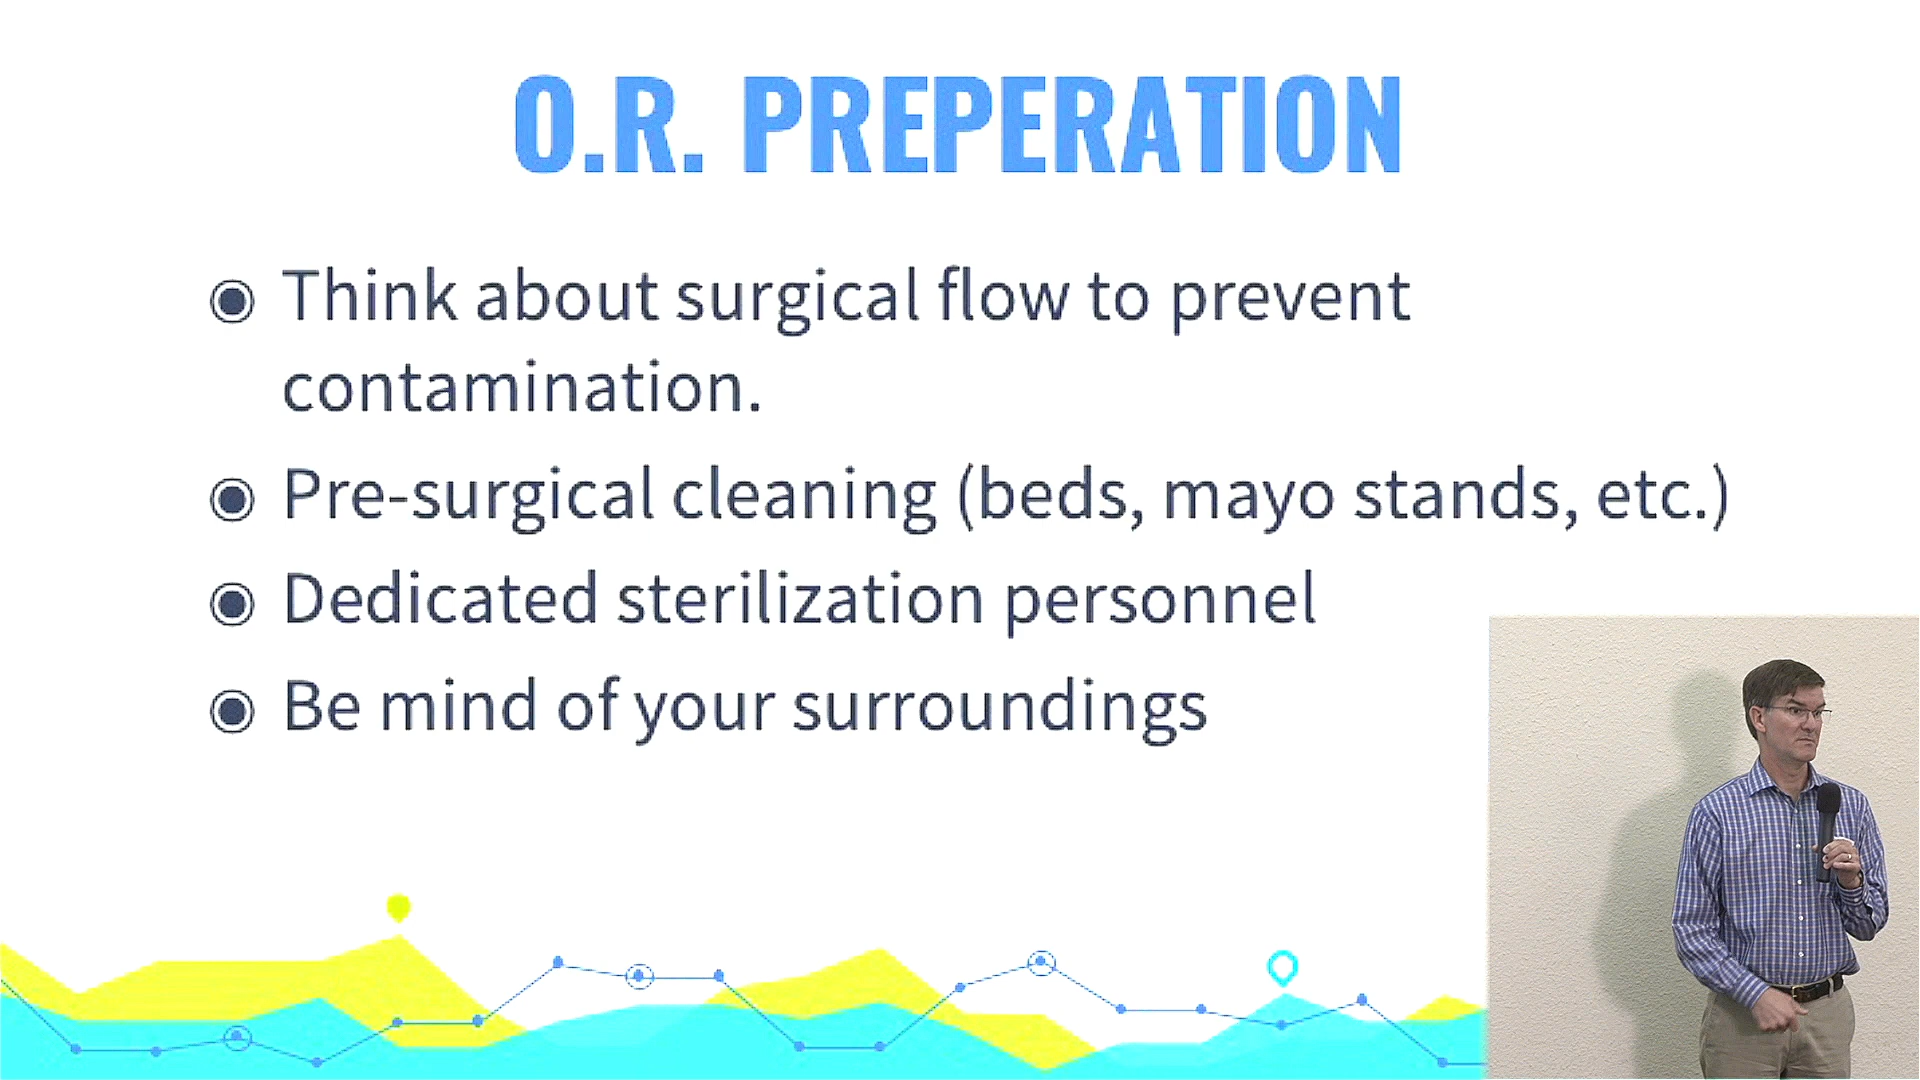 O.R. PREPERATION
Think about surgical flow to prevent
contamination.
Pre-surgical cleaning (beds, mayo stands, etc.)
Dedicated sterilization personnel
Be mind of your surroundings